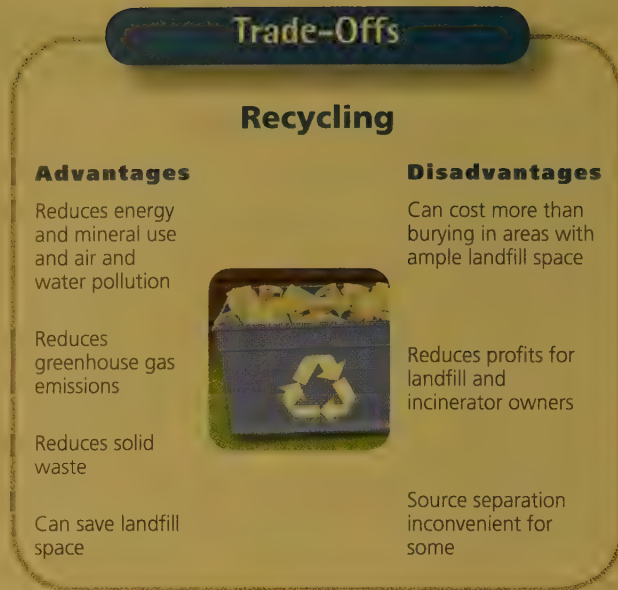 Trade-Offs
Recycling
Advantages
Reduces energy
and mineral use
and air and
water pollution
Reduces
greenhouse gas
emissions
Reduces solid
waste
Can save landfill
space
Disadvantages
Can cost more than
burying in areas with
ample landfill space
Reduces profits for
landfill and
incinerator owners
Source separation
inconvenient for
some